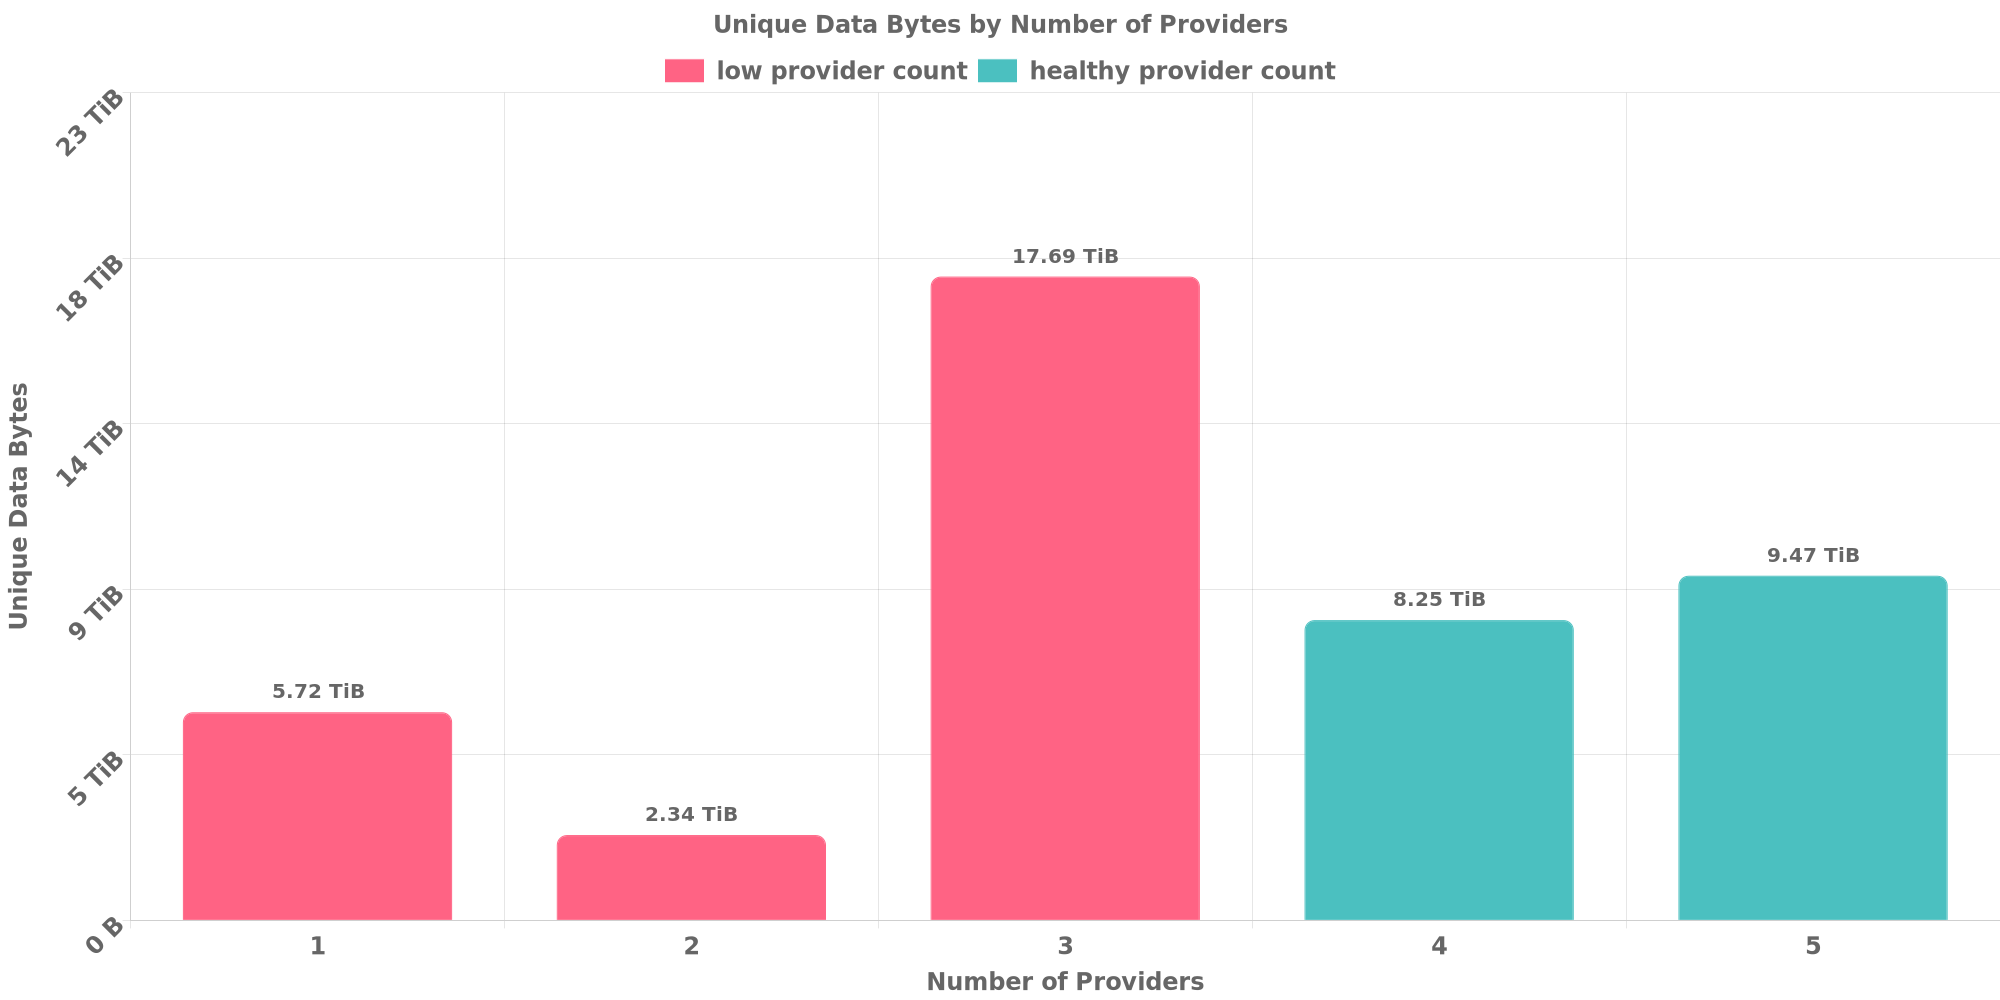 Unique Data Bytes by Number of Providers
low provider count healthy provider count
23 TiB
18 TiB
14 TiB
9 TiB
5 TiB
0 B
Unique Data Bytes
5.72 TiB
2.34 TiB
17.69 TiB
8.25 TiB
9.47 TiB
1 2 3 4 5
Number of Providers